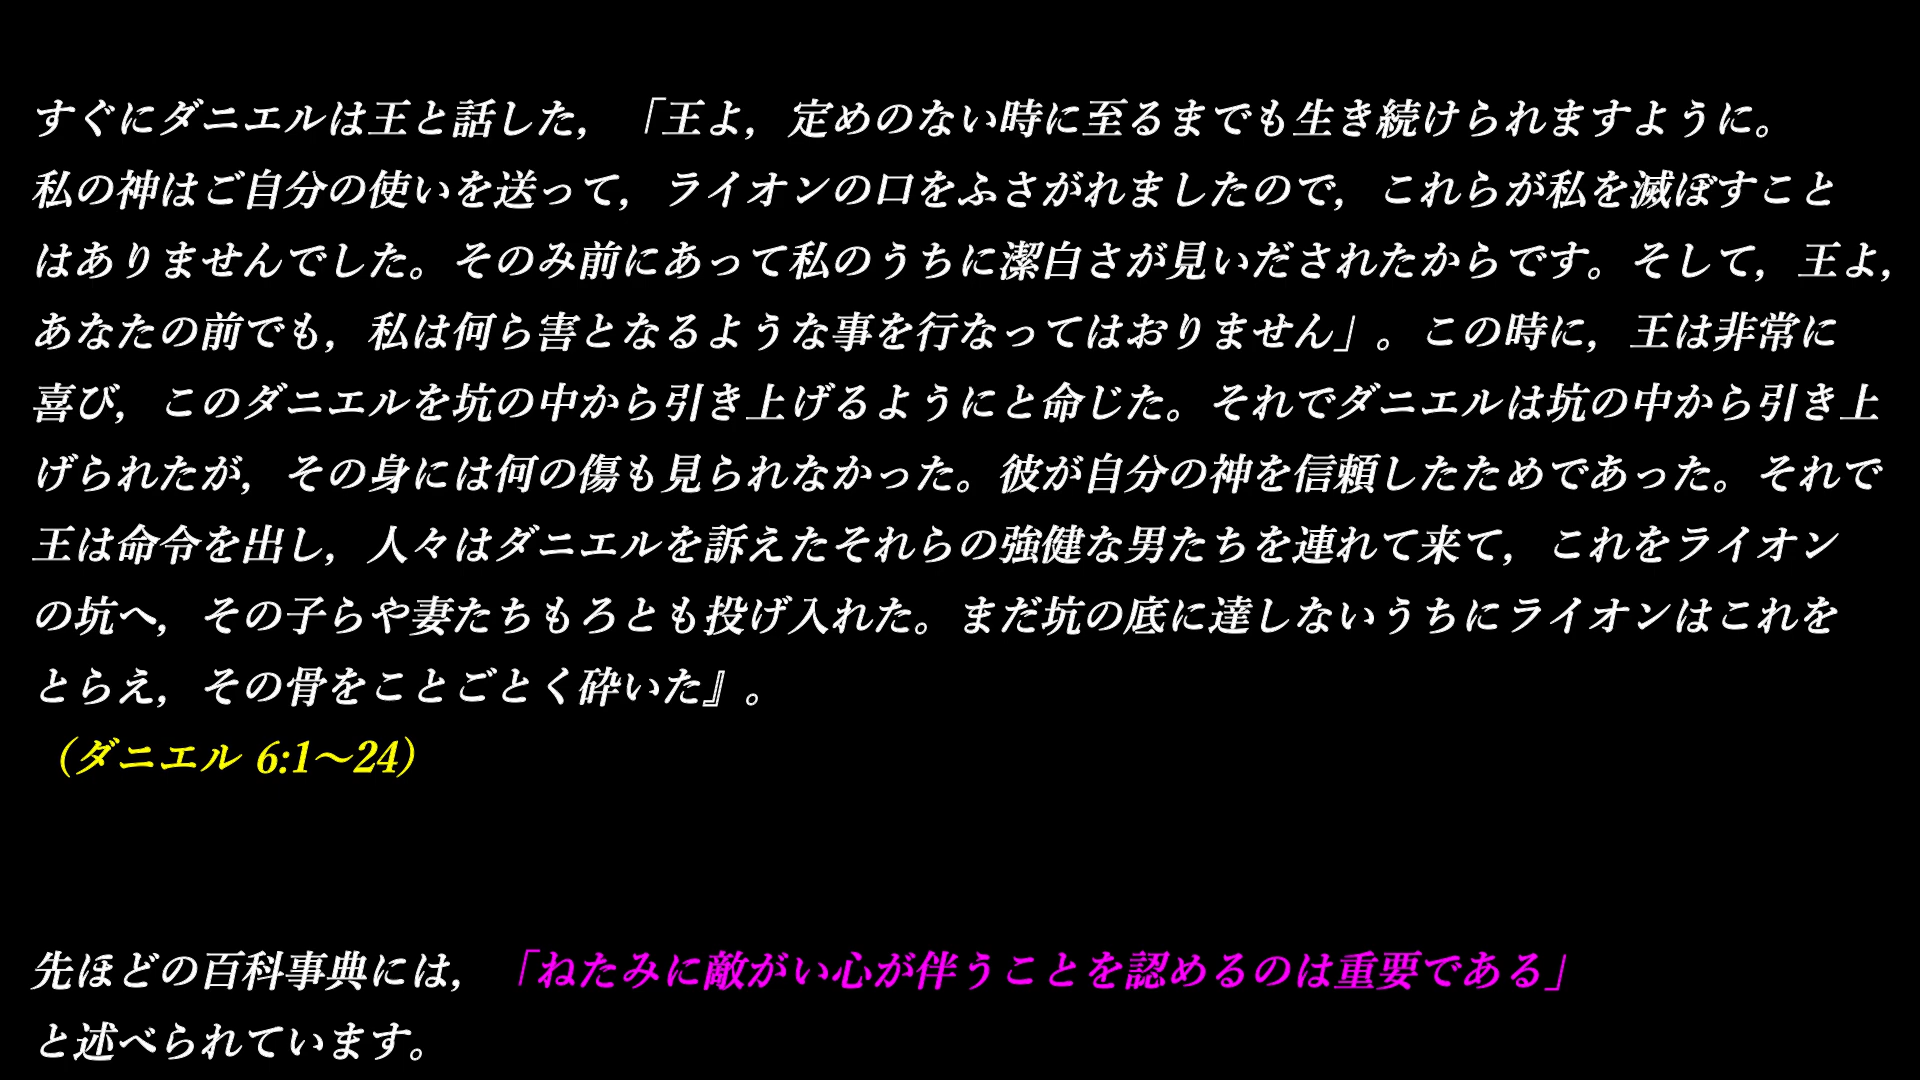 すぐにダニエルは王と話した，「王よ，定めのない時に至るまでも生き続けられますように。
私の神はご自分の使いを送って，ライオンの口をふさがれましたので，これらが私を滅ぼすこと
はありませんでした。そのみ前にあって私のうちに潔白さが見いだされたからです。そして，王よ，
あなたの前でも，私は何ら害となるような事を行なってはおりません」。この時に，王は非常に
喜び，このダニエルを坑の中から引き上げるようにと命じた。それでダニエルは坑の中から引き上
げられたが，その身には何の傷も見られなかった。彼が自分の神を信頼したためであった。それで
王は命令を出し，人々はダニエルを訴えたそれらの強健な男たちを連れて来て，これをライオン
の坑へ，その子らや妻たちもろとも投げ入れた。まだ坑の底に達しないうちにライオンはこれを
とらえ，その骨をことごとく砕いた』。
（ダニエル 6:1～24）
先ほどの百科事典には，「ねたみに敵がい心が伴うことを認めるのは重要である」
と述べられています。